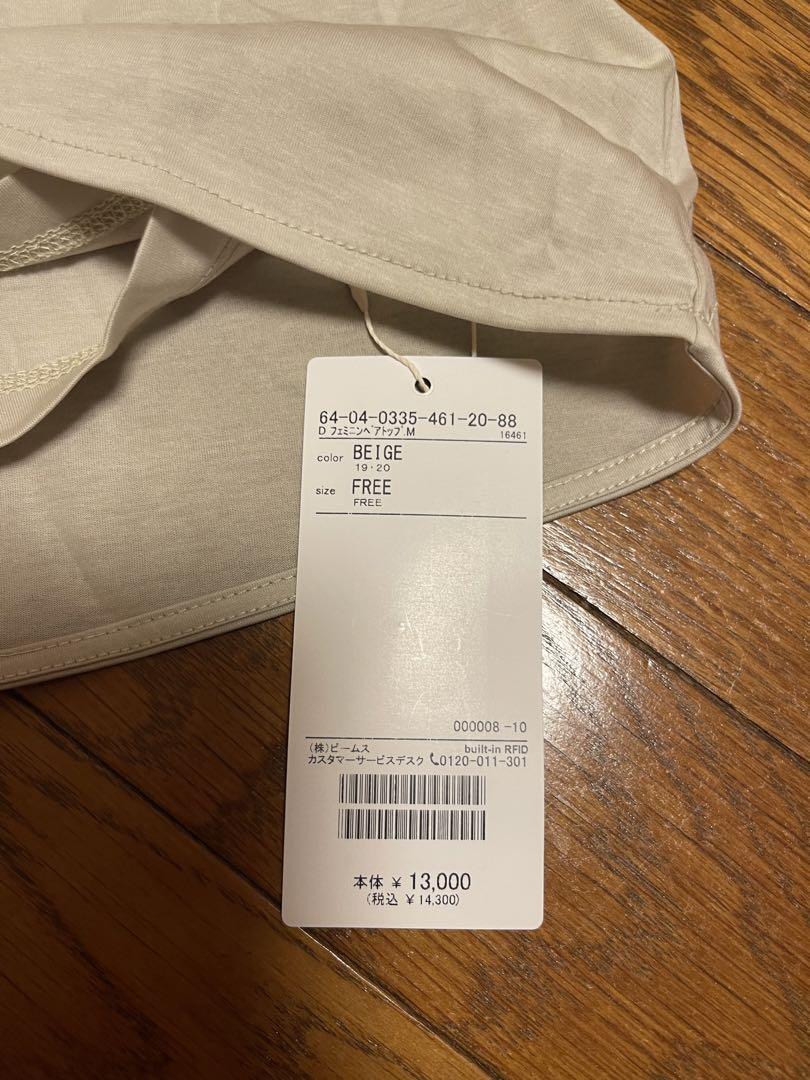 64-04-0335-461-20-88
D フェミニンベアトップ.M 16461
color BEIGE
19・20
size FREE
FREE
000008 -10
(株)ビームス built-in RFID
カスタマーサービスデスク 0120-011-301
本体 ¥ 13,000
(税込 ¥ 14,300)